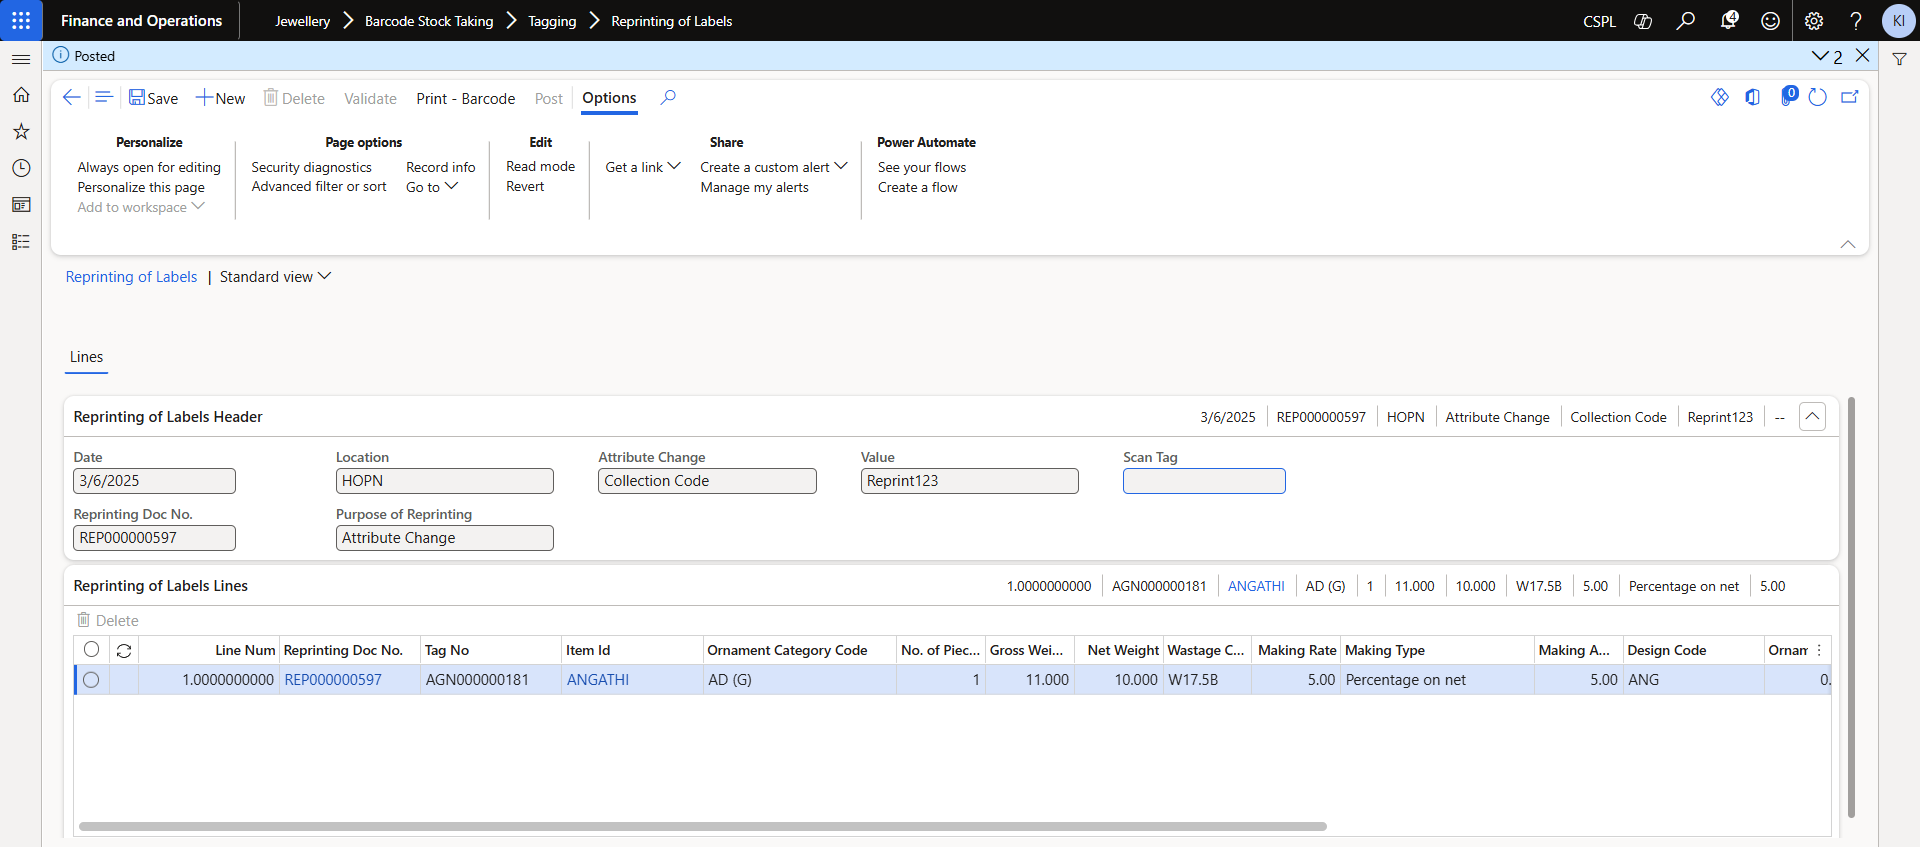 Finance and Operations
Jewellery > Barcode Stock Taking > Tagging > Reprinting of Labels
CSPL
4
?
KI
Posted
2
Save
New
Delete
Validate
Print - Barcode
Post
Options
0
Personalize
Always open for editing
Personalize this page
Add to workspace
Page options
Security diagnostics
Advanced filter or sort
Record info
Go to
Edit
Read mode
Revert
Share
Get a link
Create a custom alert
Manage my alerts
Power Automate
See your flows
Create a flow
Reprinting of Labels | Standard view
Lines
Reprinting of Labels Header
3/6/2025 | REP000000597 | HOPN | Attribute Change | Collection Code | Reprint123 | --
Date
3/6/2025
Location
HOPN
Attribute Change
Collection Code
Value
Reprint123
Scan Tag
Reprinting Doc No.
REP000000597
Purpose of Reprinting
Attribute Change
Reprinting of Labels Lines
1.0000000000 | AGN000000181 | ANGATHI | AD (G) | 1 | 11.000 | 10.000 | W17.5B | 5.00 | Percentage on net | 5.00
Delete
Line Num Reprinting Doc No. Tag No Item Id Ornament Category Code No. of Piec... Gross Wei... Net Weight Wastage C... Making Rate Making Type Making A... Design Code Ornam
1.0000000000 REP000000597 AGN000000181 ANGATHI AD (G) 1 11.000 10.000 W17.5B 5.00 Percentage on net 5.00 ANG 0.